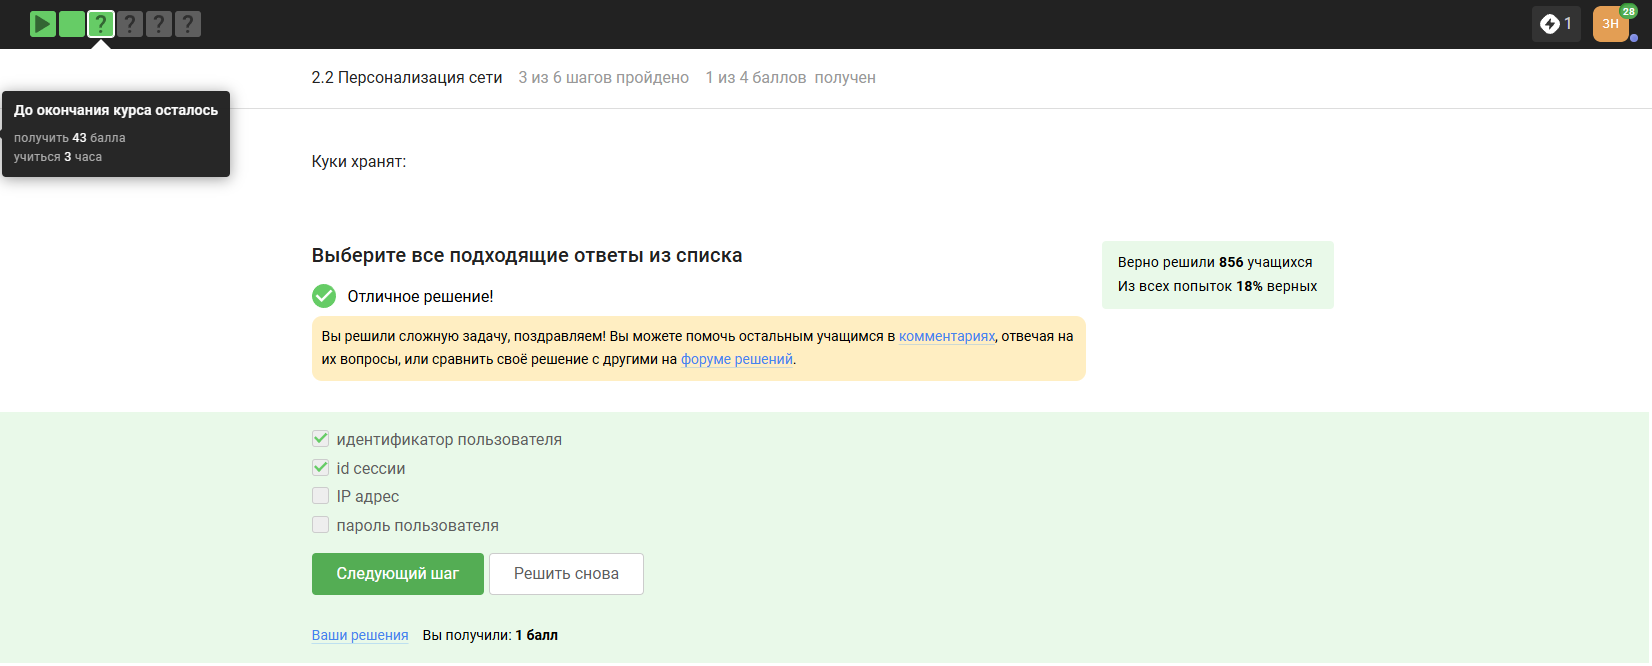 ? ? ? ?
1
ЗН
28
2.2 Персонализация сети 3 из 6 шагов пройдено 1 из 4 баллов получен
До окончания курса осталось
получить 43 балла
учиться 3 часа
Куки хранят:
Выберите все подходящие ответы из списка
Верно решили 856 учащихся
Из всех попыток 18% верных
Отличное решение!
Вы решили сложную задачу, поздравляем! Вы можете помочь остальным учащимся в комментариях, отвечая на
их вопросы, или сравнить своё решение с другими на форуме решений.
идентификатор пользователя
id сессии
IP адрес
пароль пользователя
Следующий шаг Решить снова
Ваши решения Вы получили: 1 балл